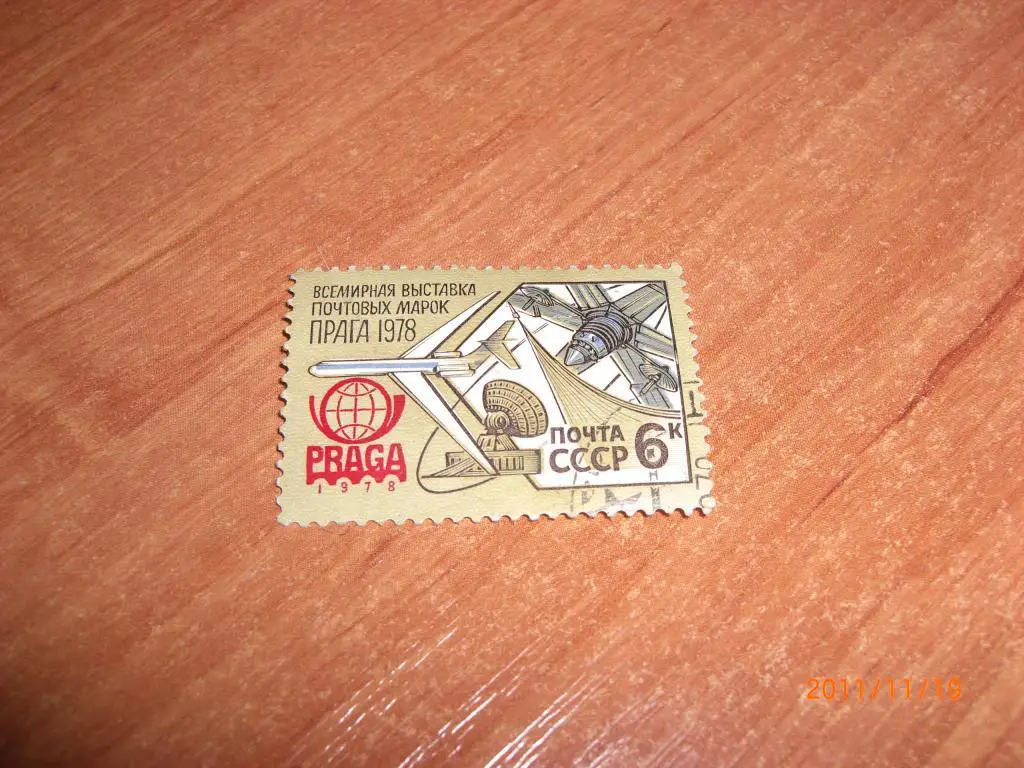 ВСЕМИРНАЯ ВЫСТАВКА
ПОЧТОВЫХ МАРОК
ПРАГА 1978
PRAGA
1978
ПОЧТА
СССР 6К
2011/11/19